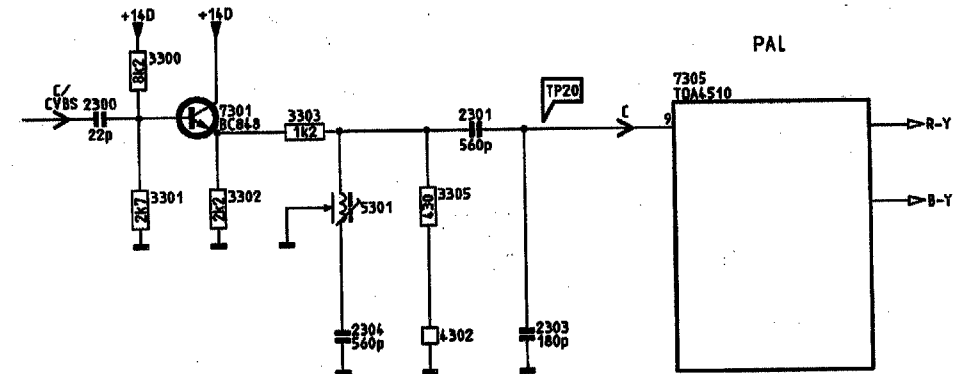 +14D
+14D
3300
8k2
PAL
C/
CVBS
2300
22p
7301
BC848
3303
1k2
2301
560p
TP20
C
9
7305
TDA4510
R-Y
B-Y
3301
2k7
3302
2k2
5301
3305
430
2304
560p
4302
2303
180p